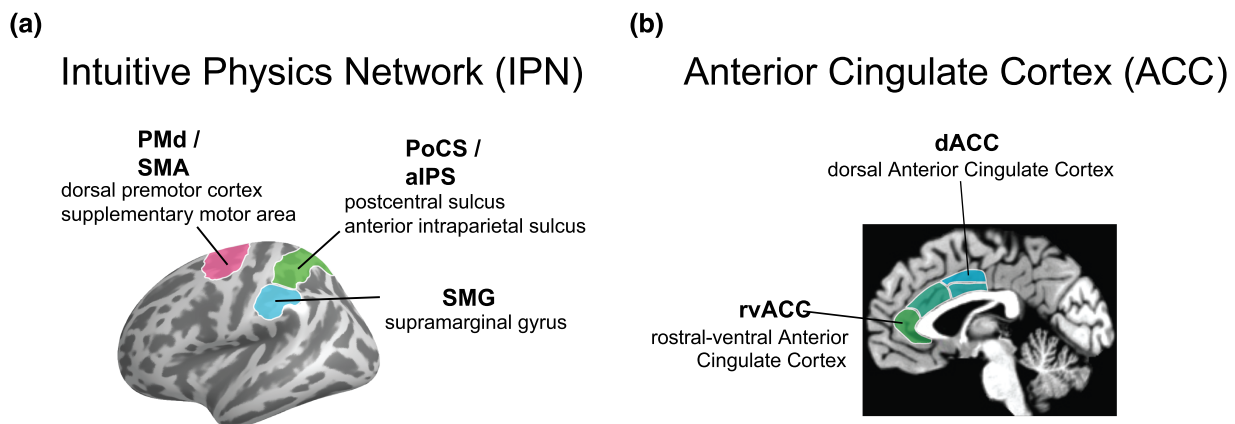 (a)
Intuitive Physics Network (IPN)
PMd /
SMA
dorsal premotor cortex
supplementary motor area
PoCS /
aIPS
postcentral sulcus
anterior intraparietal sulcus
SMG
supramarginal gyrus
(b)
Anterior Cingulate Cortex (ACC)
dACC
dorsal Anterior Cingulate Cortex
rvACC
rostral-ventral Anterior
Cingulate Cortex